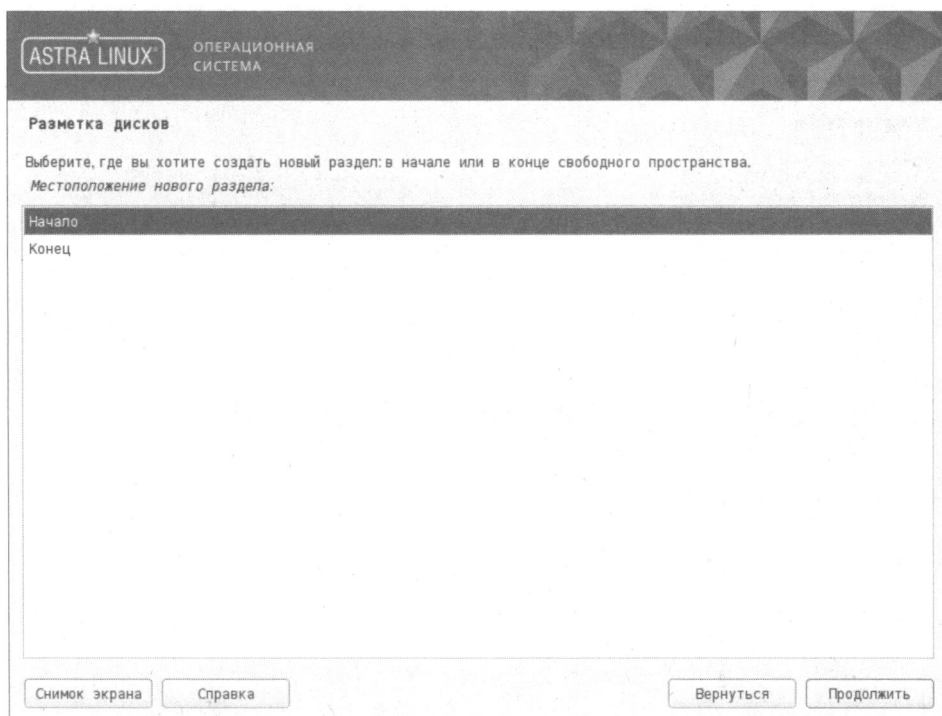 ASTRA LINUX®
ОПЕРАЦИОННАЯ
СИСТЕМА
Разметка дисков
Выберите, где вы хотите создать новый раздел: в начале или в конце свободного пространства.
Местоположение нового раздела:
Начало
Конец
Снимок экрана Справка Вернуться Продолжить